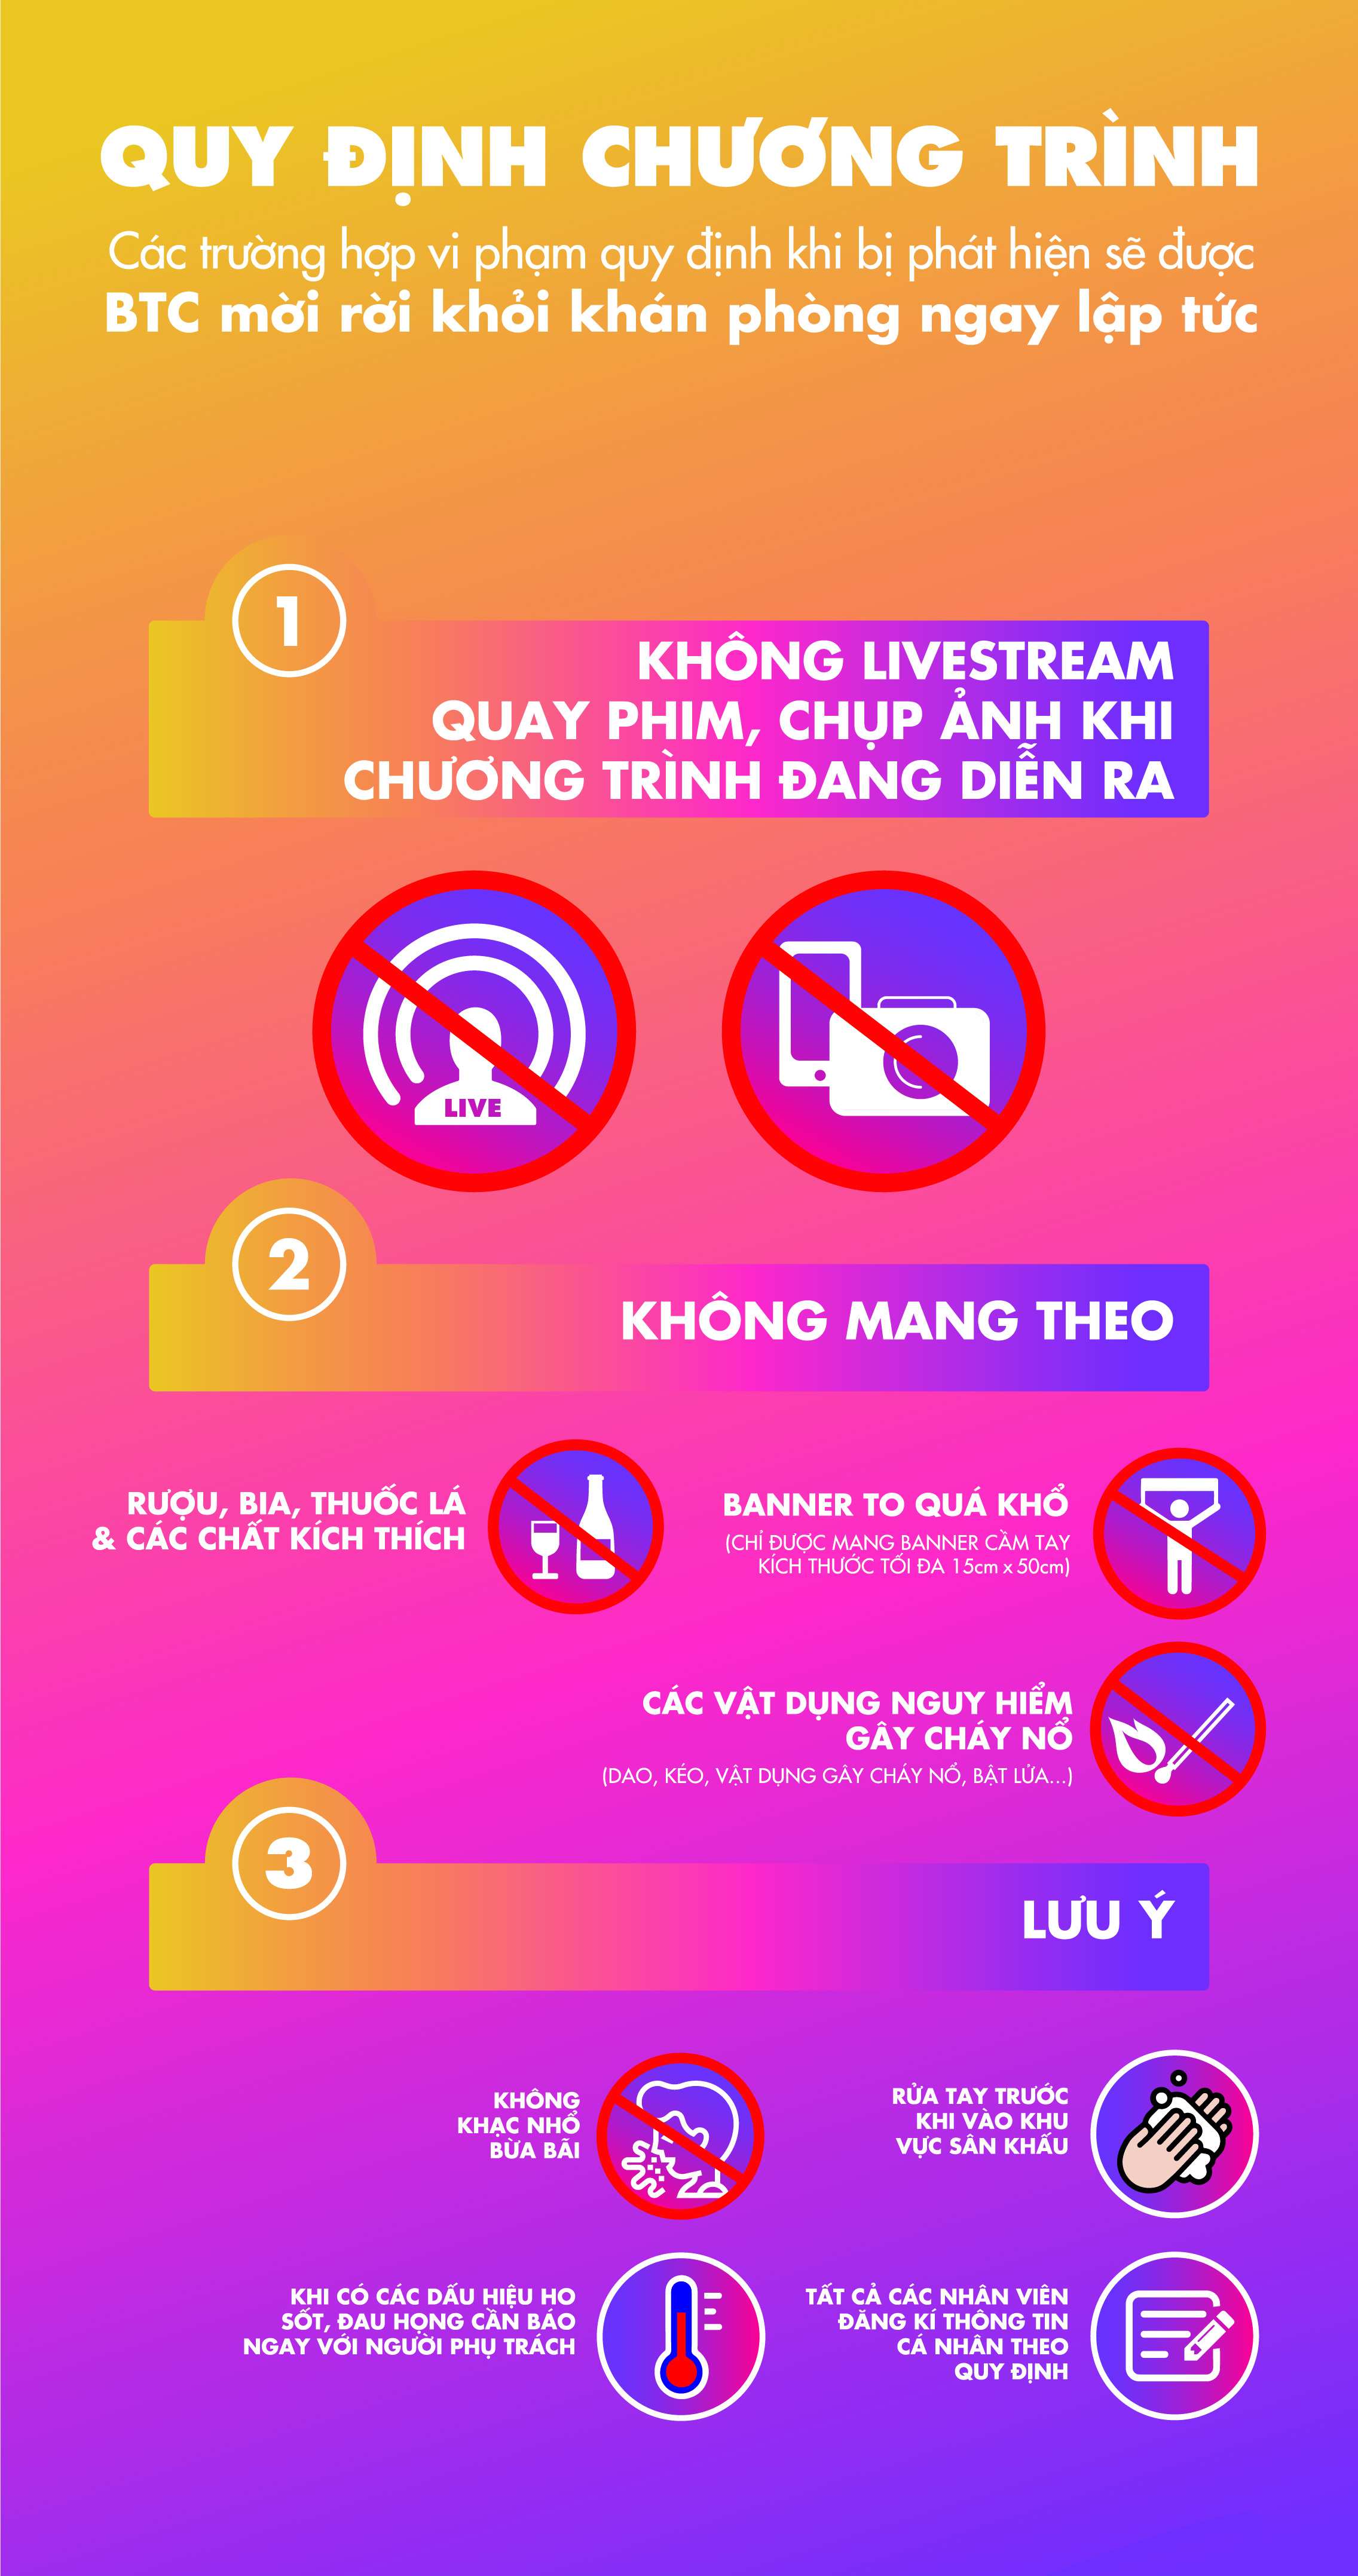 QUY ĐỊNH CHƯƠNG TRÌNH
Các trường hợp vi phạm quy định khi bị phát hiện sẽ được
BTC mời rời khỏi khán phòng ngay lập tức
1
KHÔNG LIVESTREAM
QUAY PHIM, CHỤP ẢNH KHI
CHƯƠNG TRÌNH ĐANG DIỄN RA
LIVE
2
KHÔNG MANG THEO
RƯỢU, BIA, THUỐC LÁ
& CÁC CHẤT KÍCH THÍCH
BANNER TO QUÁ KHỔ
(CHỈ ĐƯỢC MANG BANNER CẦM TAY
KÍCH THƯỚC TỐI ĐA 15cm x 50cm)
CÁC VẬT DỤNG NGUY HIỂM
GÂY CHÁY NỔ
(DAO, KÉO, VẬT DỤNG GÂY CHÁY NỔ, BẬT LỬA...)
3
LƯU Ý
KHÔNG
KHẠC NHỔ
BỪA BÃI
RỬA TAY TRƯỚC
KHI VÀO KHU
VỰC SÂN KHẤU
KHI CÓ CÁC DẤU HIỆU HO
SỐT, ĐAU HỌNG CẦN BÁO
NGAY VỚI NGƯỜI PHỤ TRÁCH
TẤT CẢ CÁC NHÂN VIÊN
ĐĂNG KÍ THÔNG TIN
CÁ NHÂN THEO
QUY ĐỊNH